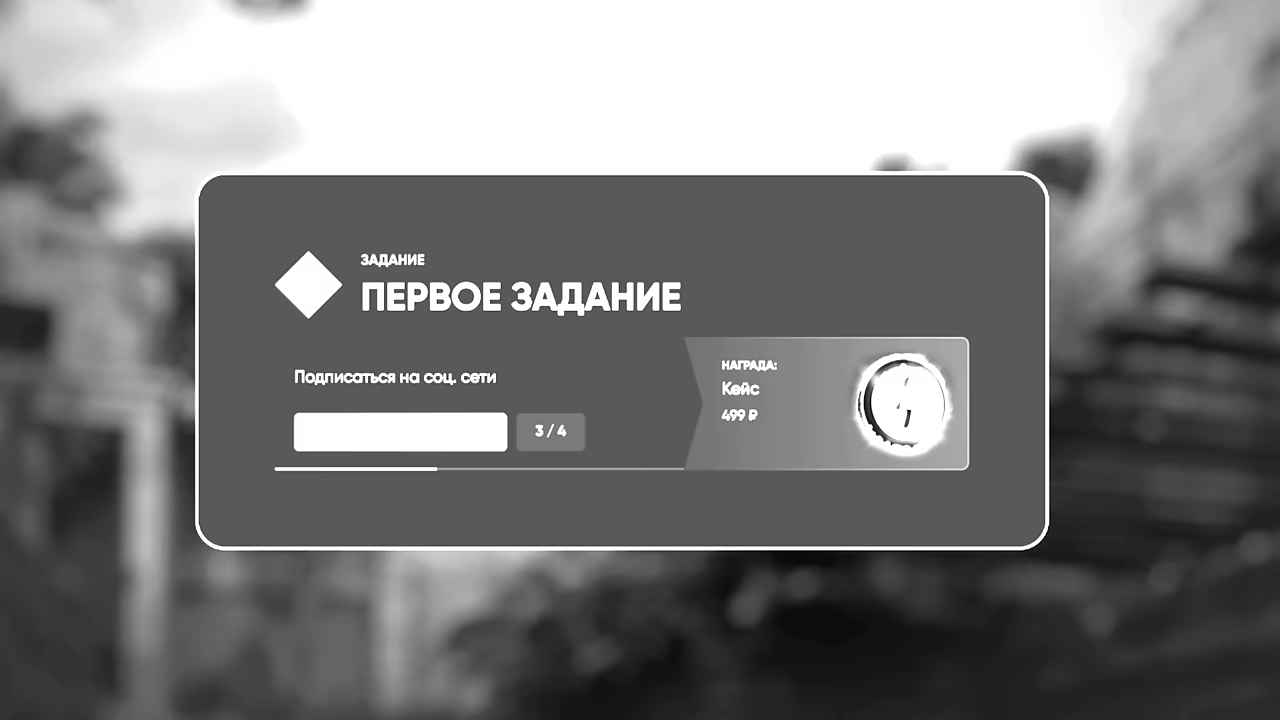 ЗАДАНИЕ
ПЕРВОЕ ЗАДАНИЕ
Подписаться на соц. сети
3 / 4
НАГРАДА:
Кейс
499 ₽